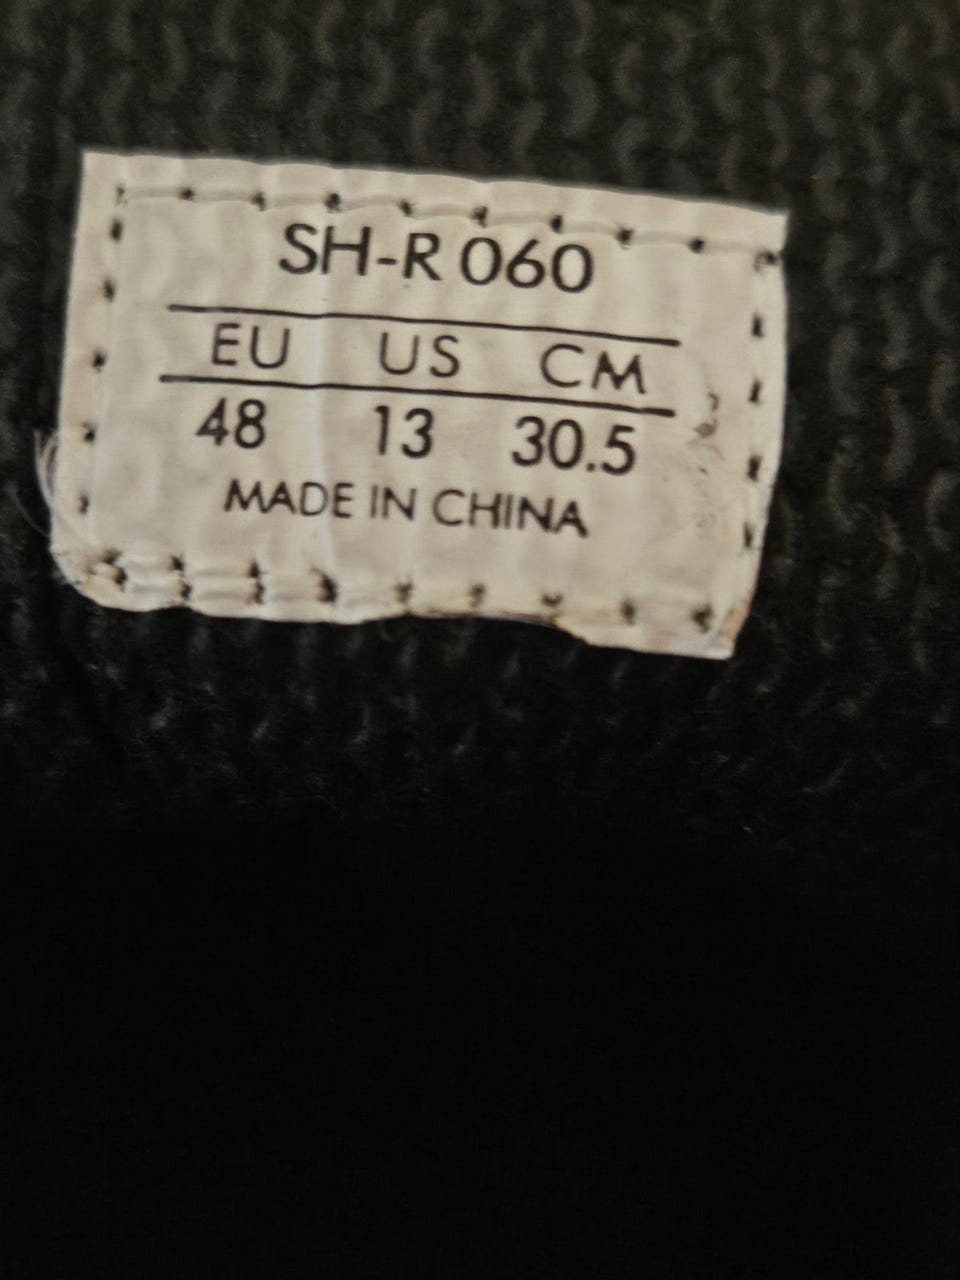 SH-R 060
EU US CM
48 13 30.5
MADE IN CHINA